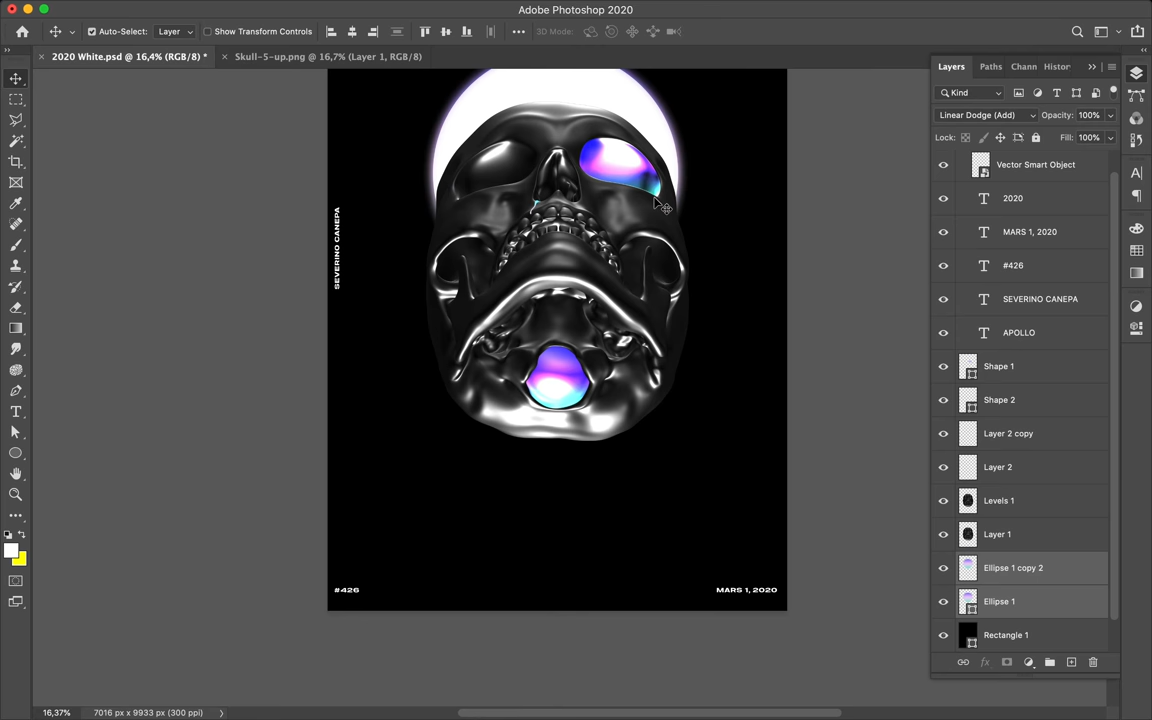 Adobe Photoshop 2020
Auto-Select:
Layer
Show Transform Controls
3D Mode:
2020 White.psd @ 16,4% (RGB/8) *
Skull-5-up.png @ 16,7% (Layer 1, RGB/8)
Layers
Paths
Chann
Histor
Kind
Linear Dodge (Add)
Opacity: 100%
Lock:
Fill: 100%
Vector Smart Object
2020
MARS 1, 2020
#426
SEVERINO CANEPA
APOLLO
Shape 1
Shape 2
Layer 2 copy
Layer 2
Levels 1
Layer 1
Ellipse 1 copy 2
Ellipse 1
Rectangle 1
SEVERINO CANEPA
#426
MARS 1, 2020
16,37%
7016 px x 9933 px (300 ppi)